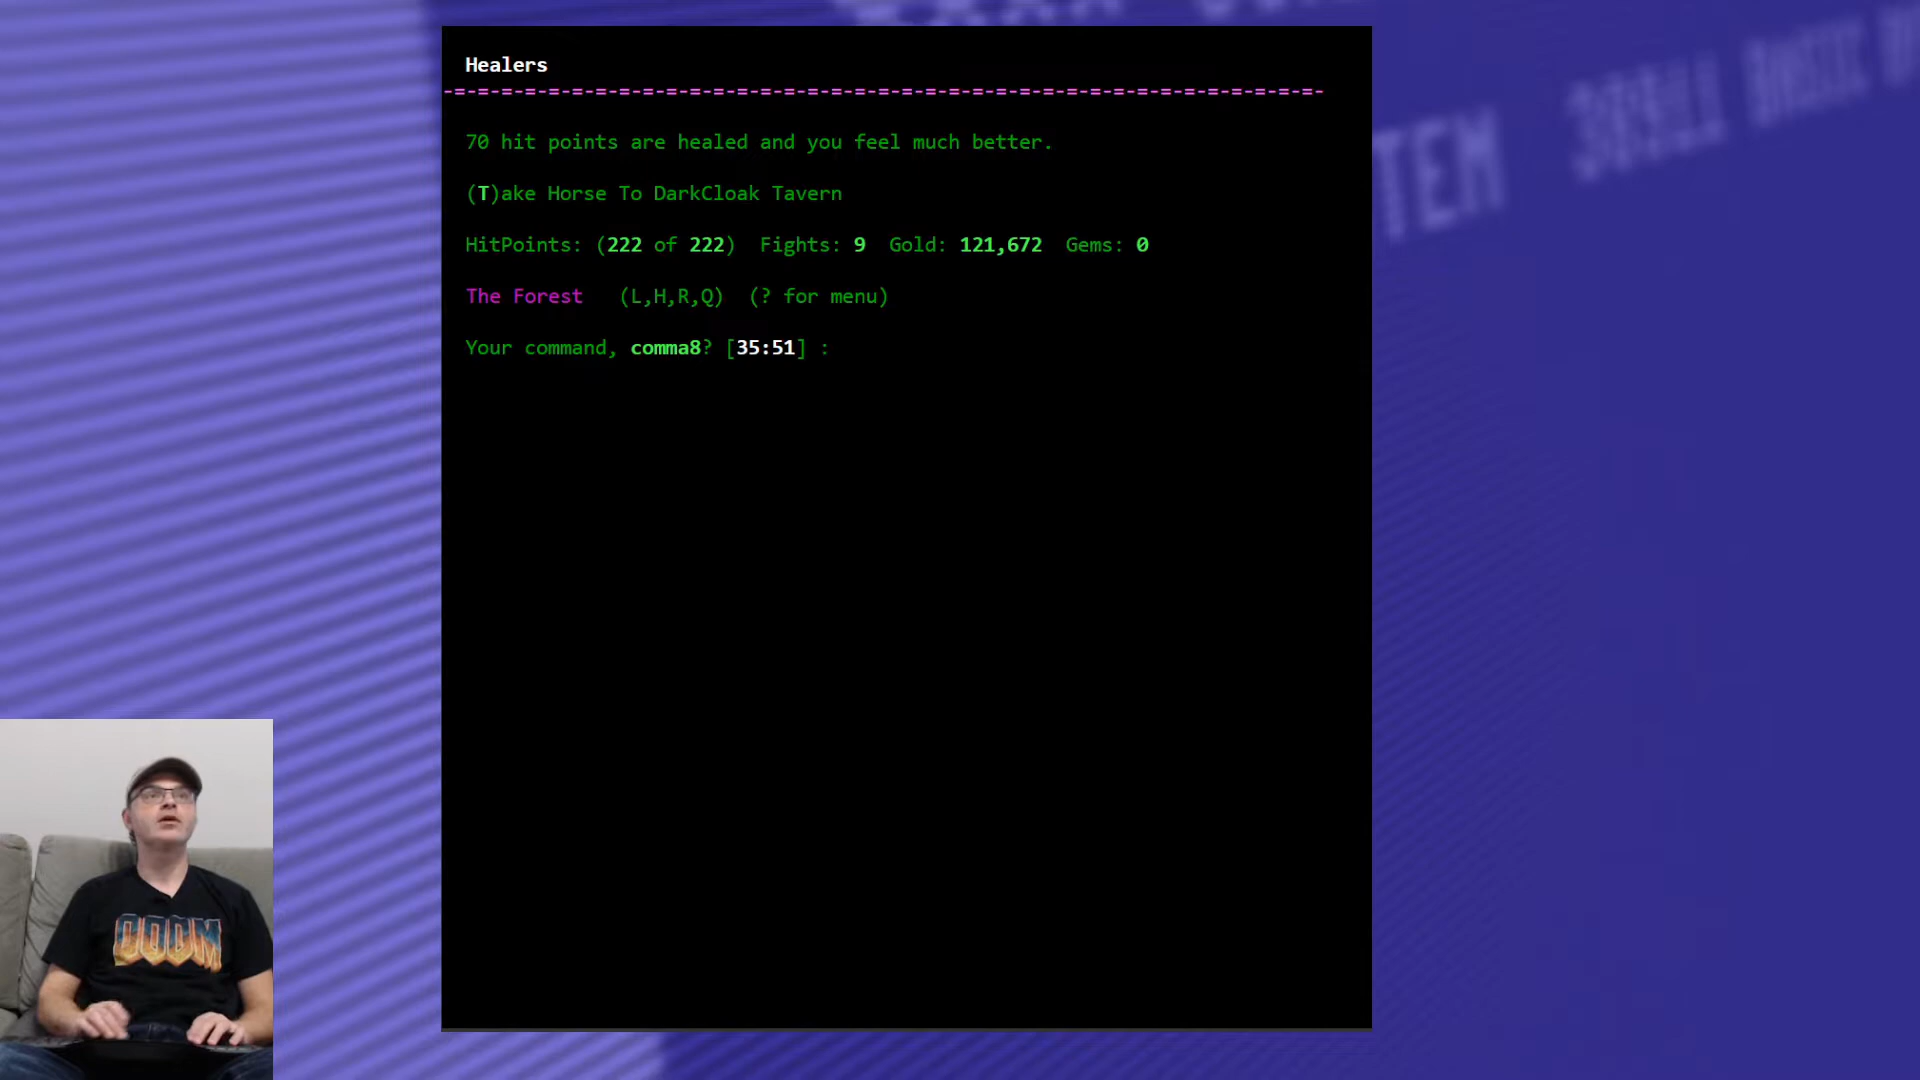 Healers
-=-=-=-=-=-=-=-=-=-=-=-=-=-=-=-=-=-=-=-=-=-=-=-=-=-=-=-=-=-=-=-=-=-=-=-=-=-
70 hit points are healed and you feel much better.
(T)ake Horse To DarkCloak Tavern
HitPoints: (222 of 222)  Fights: 9  Gold: 121,672  Gems: 0
The Forest   (L,H,R,Q)  (? for menu)
Your command, comma8? [35:51] :
DOOM